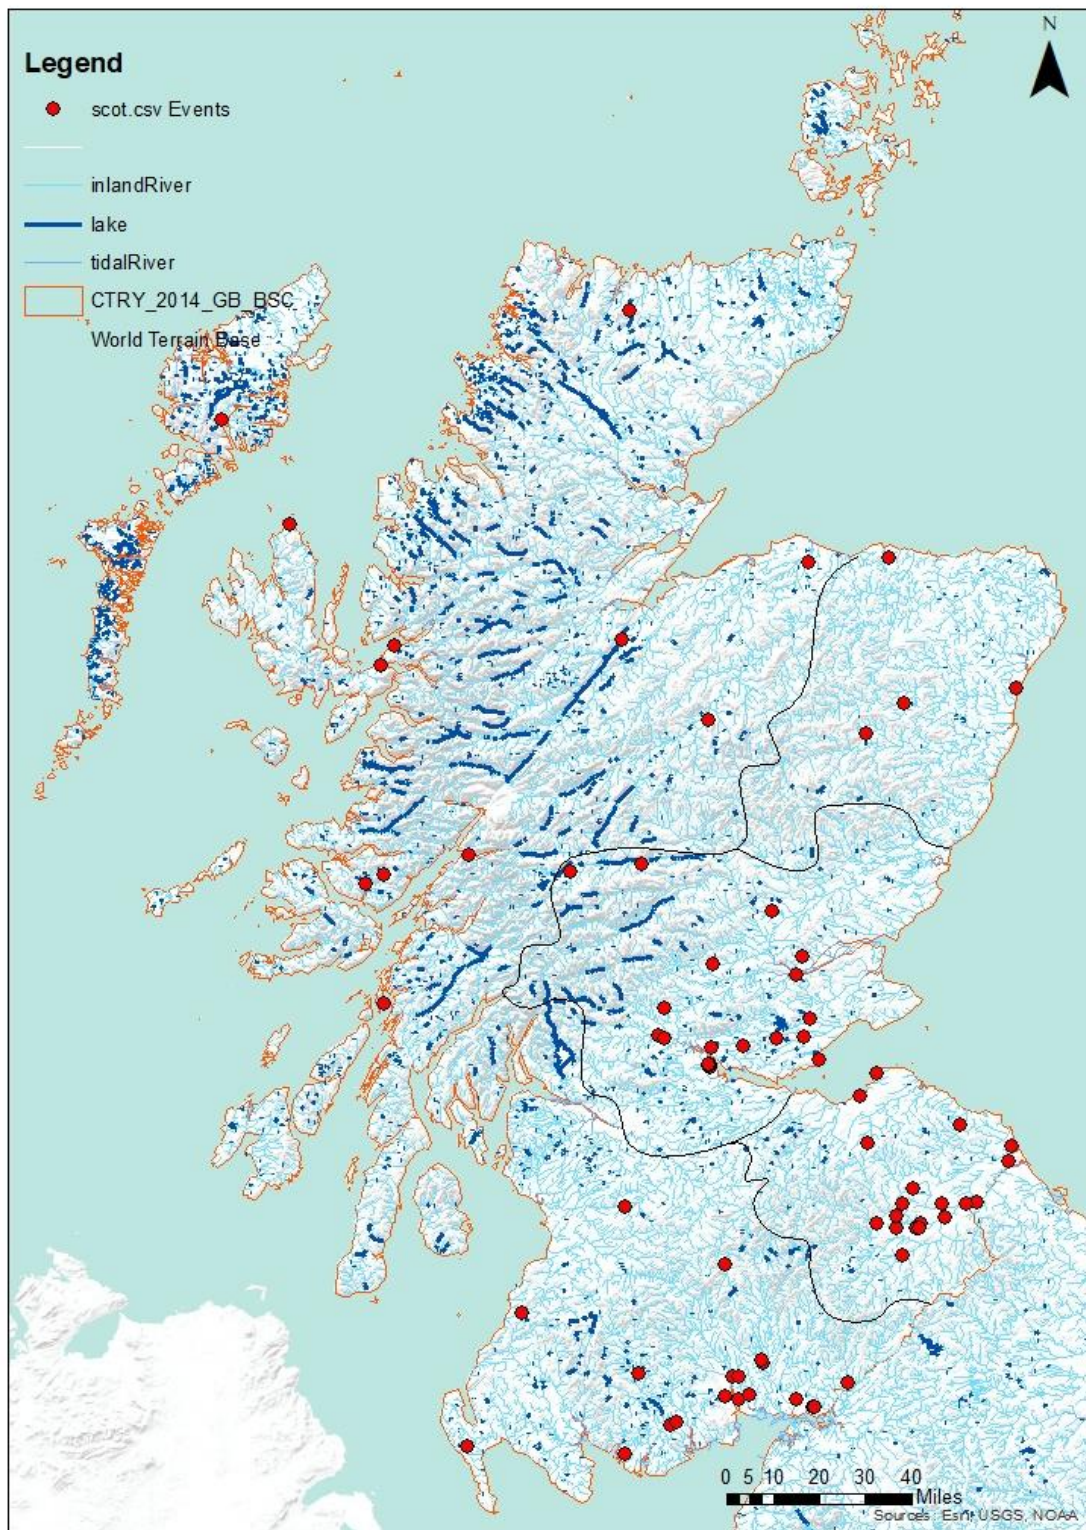 N
Legend
scot.csv Events
inlandRiver
lake
tidalRiver
CTRY_2014_GB_BSC
World Terrain Base
0 5 10 20 30 40
Miles
Sources: Esri, USGS, NOAA